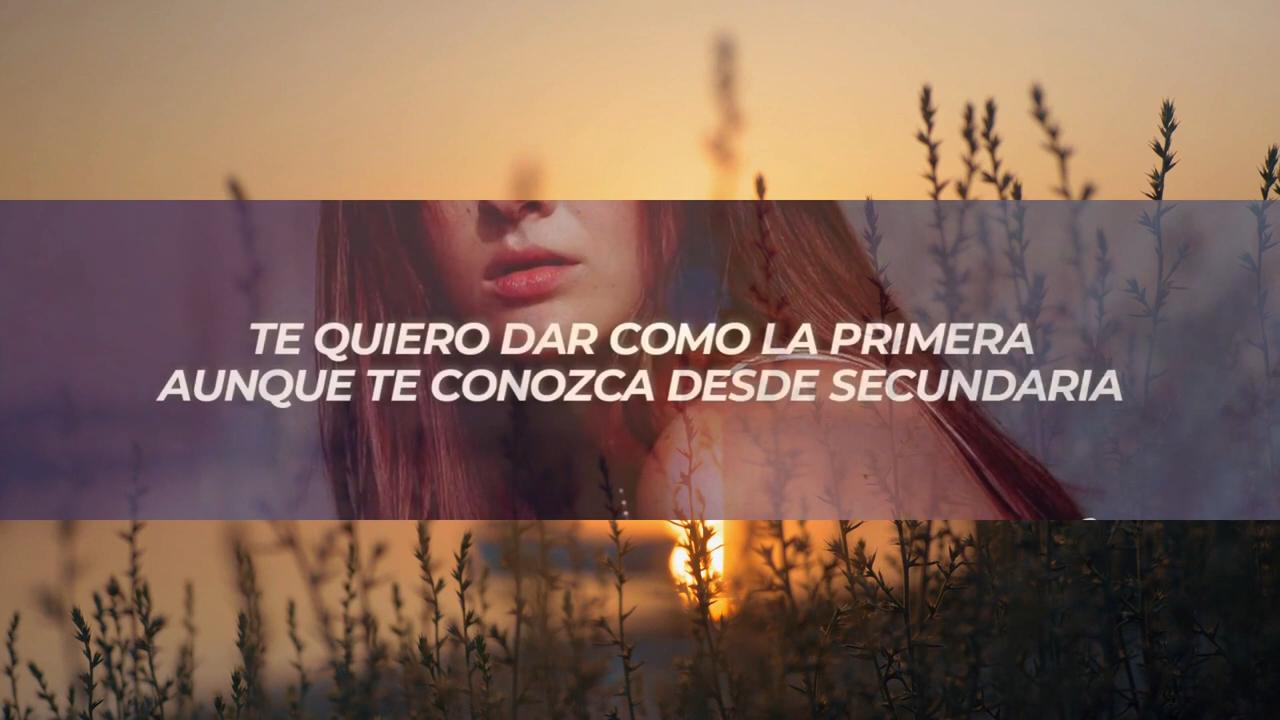 TE QUIERO DAR COMO LA PRIMERA
AUNQUE TE CONOZCA DESDE SECUNDARIA